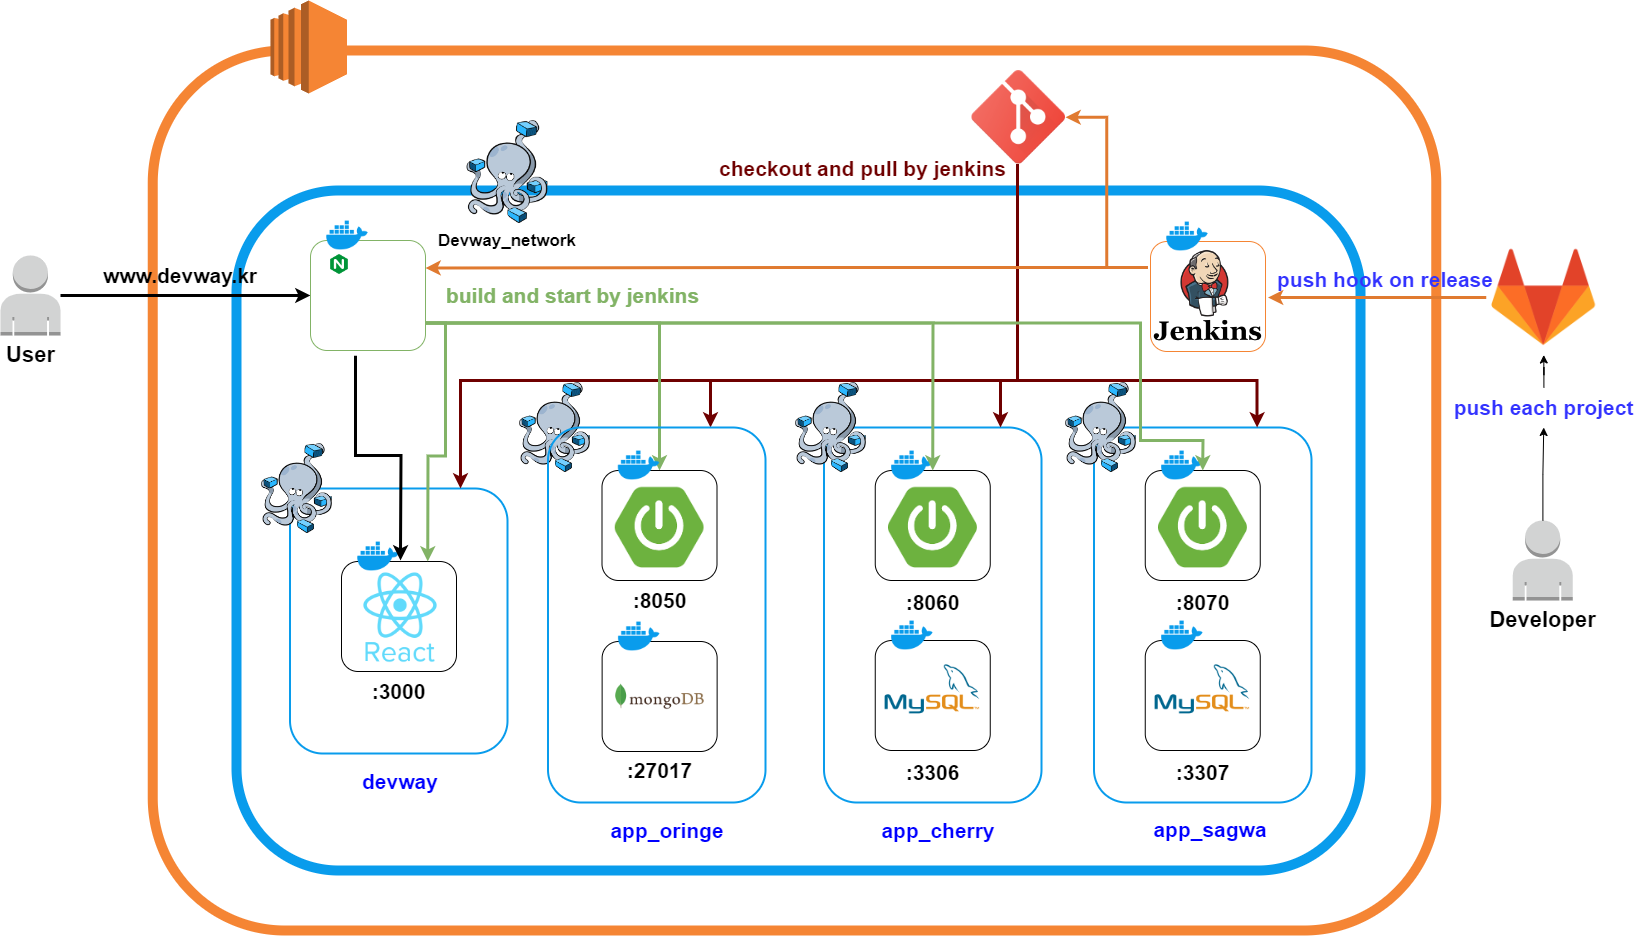 checkout and pull by jenkins
Devway_network
www.devway.kr
User
build and start by jenkins
Jenkins
push hook on release
push each project
Developer
React
:3000
devway
:8050
mongoDB
:27017
app_oringe
:8060
MySQL
:3306
app_cherry
:8070
MySQL
:3307
app_sagwa